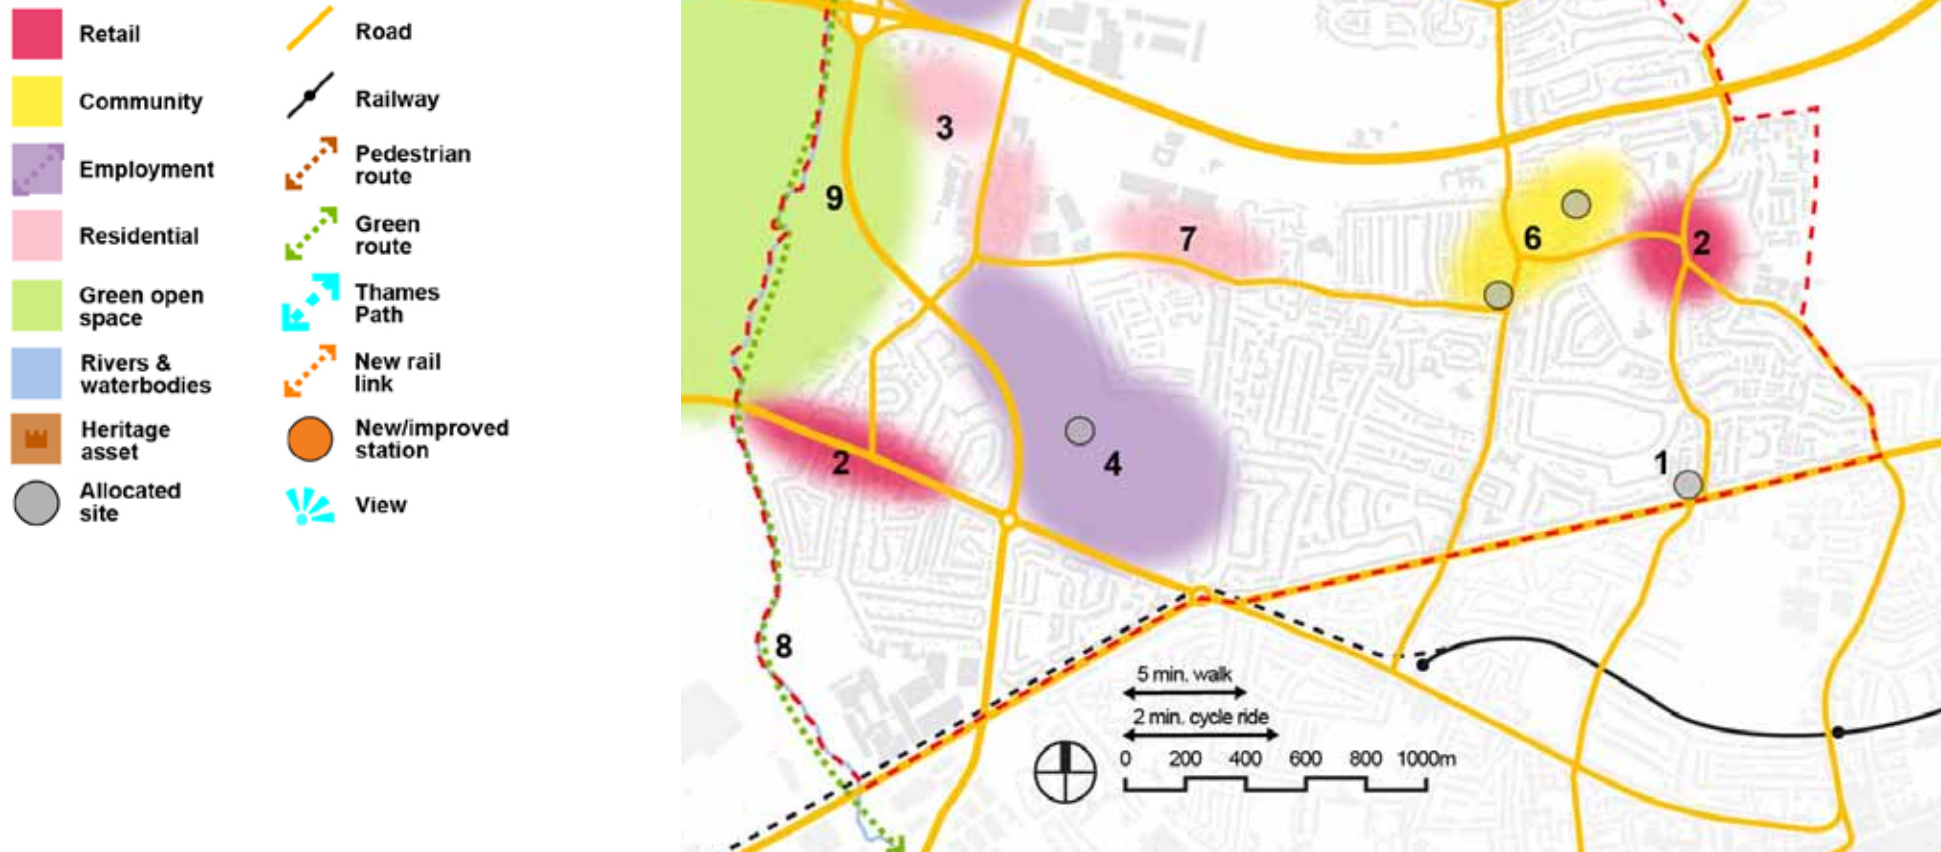 Retail
Community
Employment
Residential
Green open
space
Rivers &
waterbodies
Heritage
asset
Allocated
site
Road
Railway
Pedestrian
route
Green
route
Thames
Path
New rail
link
New/improved
station
View
3
9
7
6
2
2
4
1
8
5 min. walk
2 min. cycle ride
0 200 400 600 800 1000m